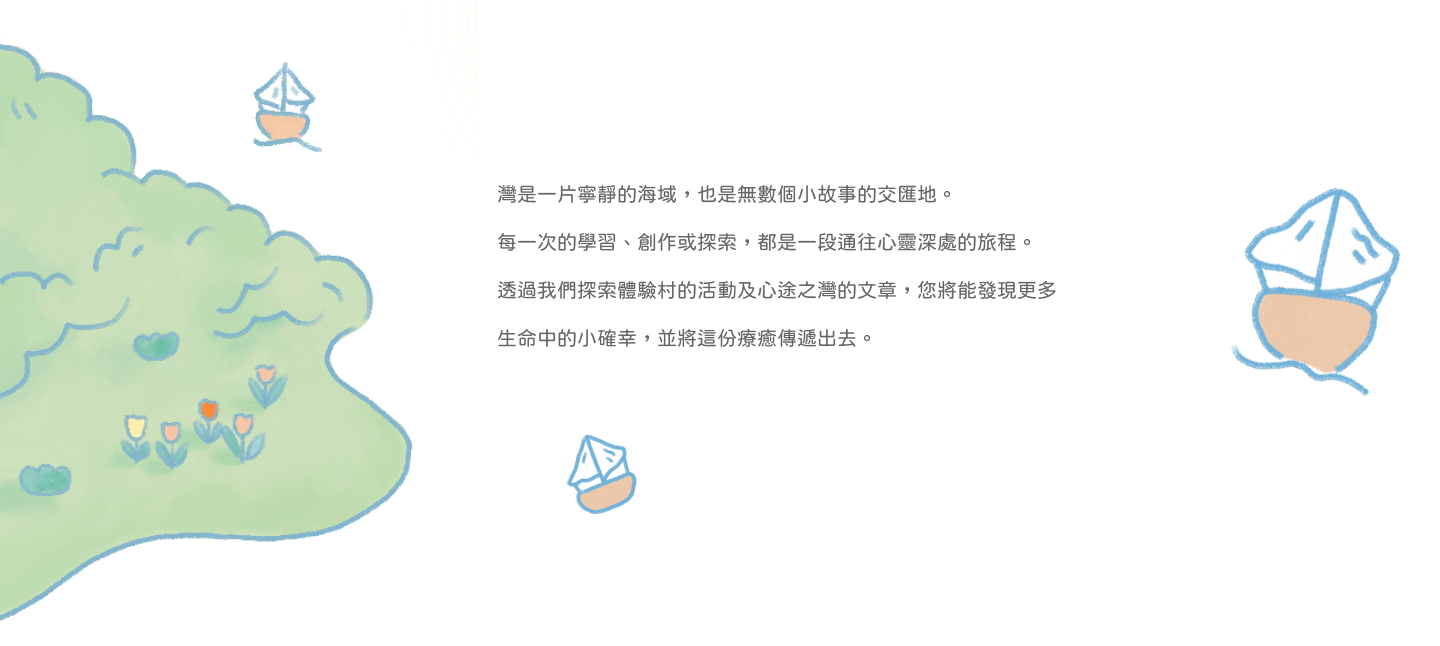 灣是一片寧靜的海域，也是無數個小故事的交匯地。
每一次的學習、創作或探索，都是一段通往心靈深處的旅程。
透過我們探索體驗村的活動及心途之灣的文章，您將能發現更多
生命中的小確幸，並將這份療癒傳遞出去。